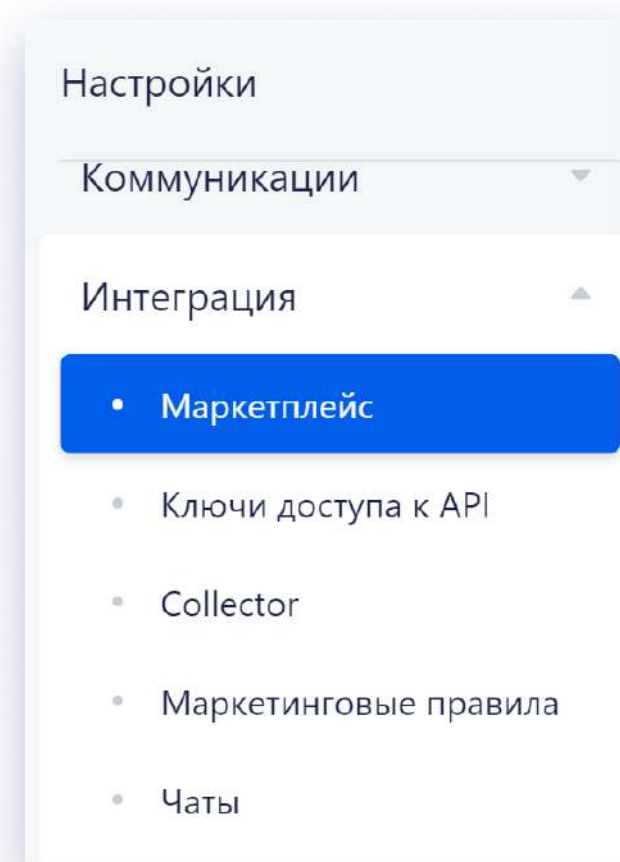 Настройки
Коммуникации
Интеграция
Маркетплейс
Ключи доступа к API
Collector
Маркетинговые правила
Чаты